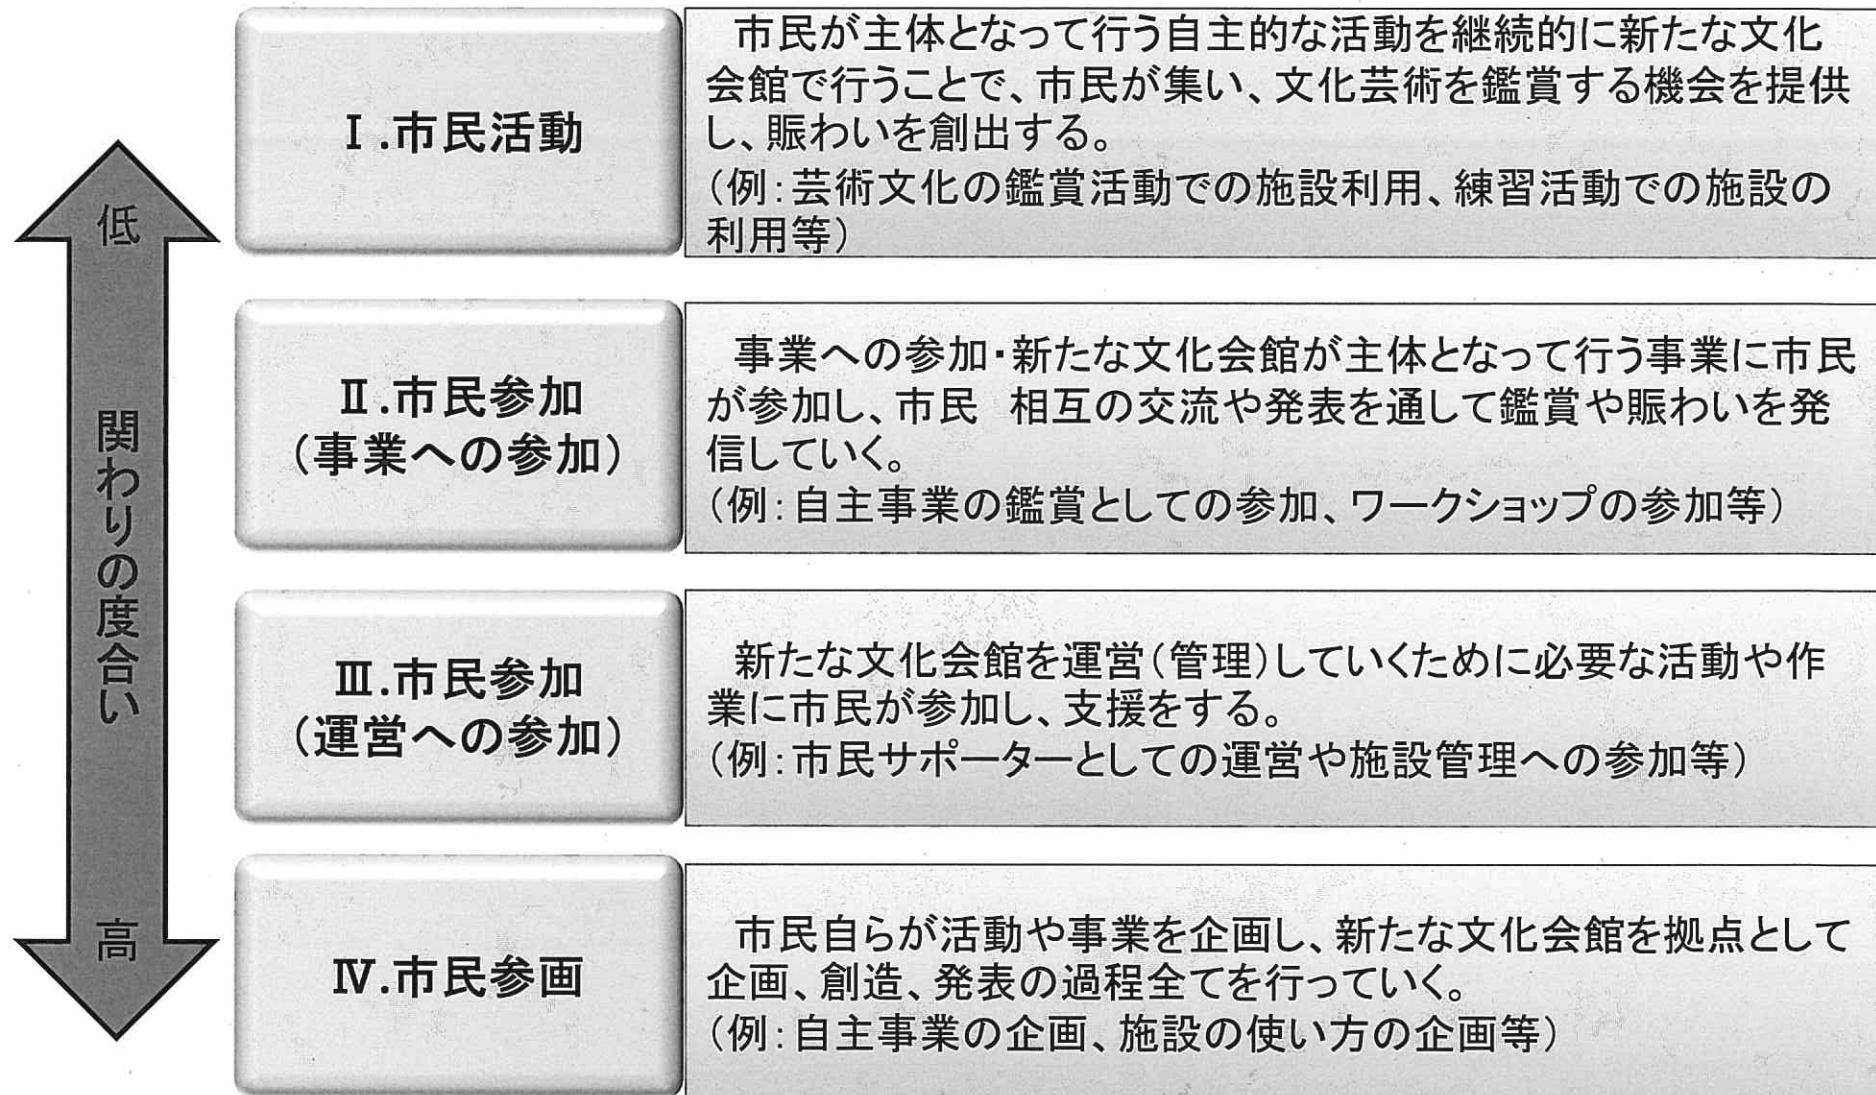 低
関わりの度合い
高
Ⅰ.市民活動
市民が主体となって行う自主的な活動を継続的に新たな文化
会館で行うことで、市民が集い、文化芸術を鑑賞する機会を提供
し、賑わいを創出する。
（例：芸術文化の鑑賞活動での施設利用、練習活動での施設の
利用等）
Ⅱ.市民参加
（事業への参加）
事業への参加・新たな文化会館が主体となって行う事業に市民
が参加し、市民　相互の交流や発表を通して鑑賞や賑わいを発
信していく。
（例：自主事業の鑑賞としての参加、ワークショップの参加等）
Ⅲ.市民参加
（運営への参加）
新たな文化会館を運営（管理）していくために必要な活動や作
業に市民が参加し、支援をする。
（例：市民サポーターとしての運営や施設管理への参加等）
Ⅳ.市民参画
市民自らが活動や事業を企画し、新たな文化会館を拠点として
企画、創造、発表の過程全てを行っていく。
（例：自主事業の企画、施設の使い方の企画等）